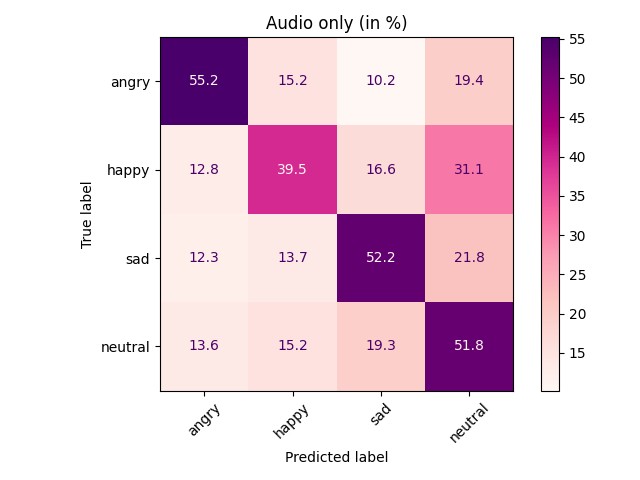 Audio only (in %)
angry 55.2 15.2 10.2 19.4
happy 12.8 39.5 16.6 31.1
sad 12.3 13.7 52.2 21.8
neutral 13.6 15.2 19.3 51.8
angry happy sad neutral
Predicted label
True label
55
50
45
40
35
30
25
20
15